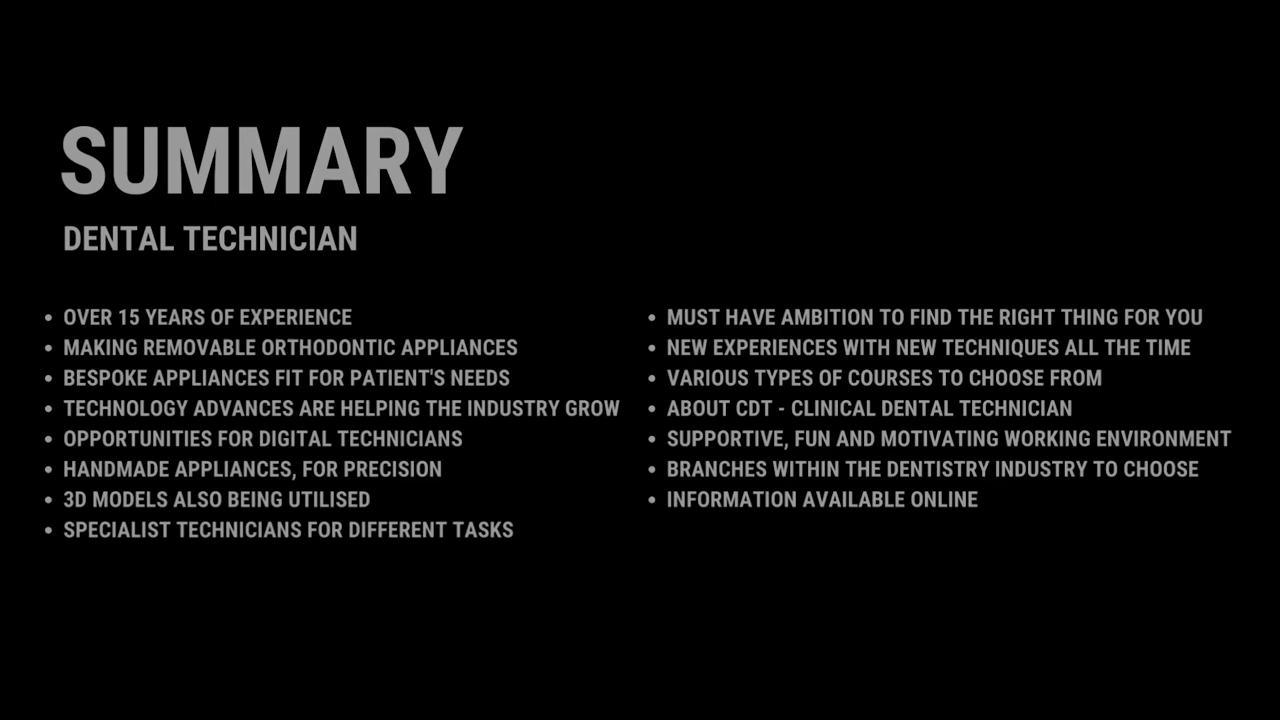 SUMMARY
DENTAL TECHNICIAN
• OVER 15 YEARS OF EXPERIENCE
• MAKING REMOVABLE ORTHODONTIC APPLIANCES
• BESPOKE APPLIANCES FIT FOR PATIENT'S NEEDS
• TECHNOLOGY ADVANCES ARE HELPING THE INDUSTRY GROW
• OPPORTUNITIES FOR DIGITAL TECHNICIANS
• HANDMADE APPLIANCES, FOR PRECISION
• 3D MODELS ALSO BEING UTILISED
• SPECIALIST TECHNICIANS FOR DIFFERENT TASKS
• MUST HAVE AMBITION TO FIND THE RIGHT THING FOR YOU
• NEW EXPERIENCES WITH NEW TECHNIQUES ALL THE TIME
• VARIOUS TYPES OF COURSES TO CHOOSE FROM
• ABOUT CDT - CLINICAL DENTAL TECHNICIAN
• SUPPORTIVE, FUN AND MOTIVATING WORKING ENVIRONMENT
• BRANCHES WITHIN THE DENTISTRY INDUSTRY TO CHOOSE
• INFORMATION AVAILABLE ONLINE